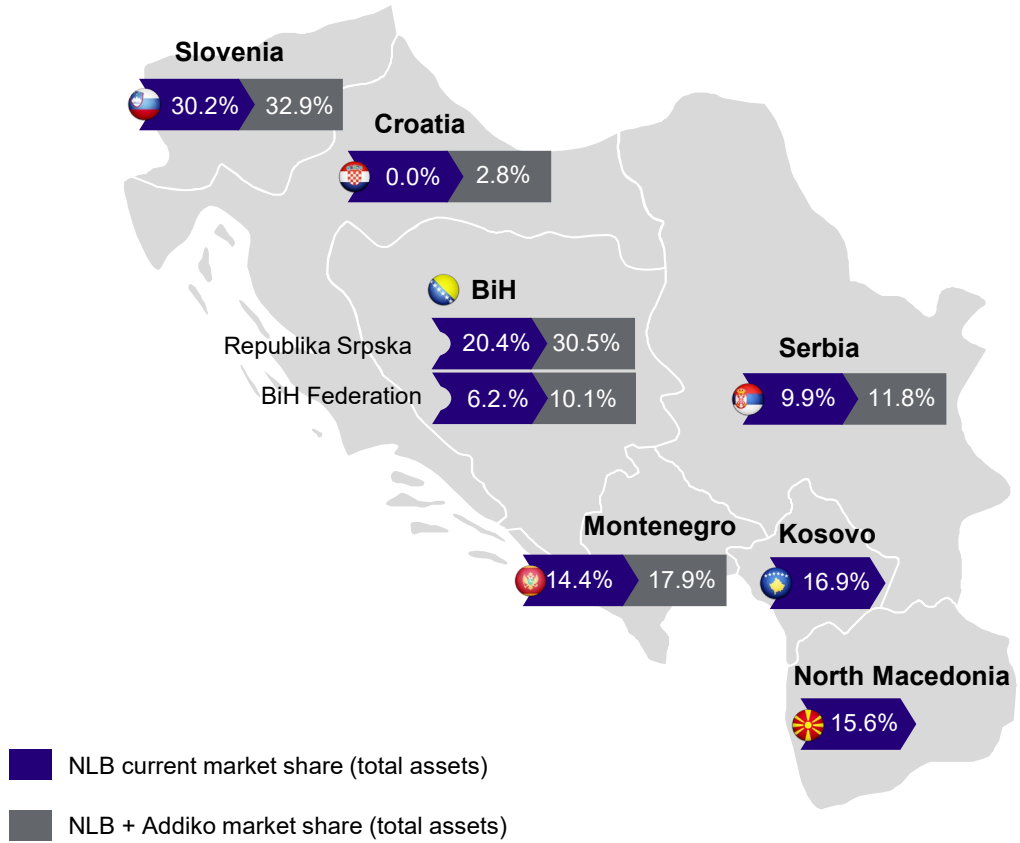 Slovenia
30.2% 32.9%
Croatia
0.0% 2.8%
BiH
Republika Srpska 20.4% 30.5%
BiH Federation 6.2.% 10.1%
Serbia
9.9% 11.8%
Montenegro
14.4% 17.9%
Kosovo
16.9%
North Macedonia
15.6%
NLB current market share (total assets)
NLB + Addiko market share (total assets)